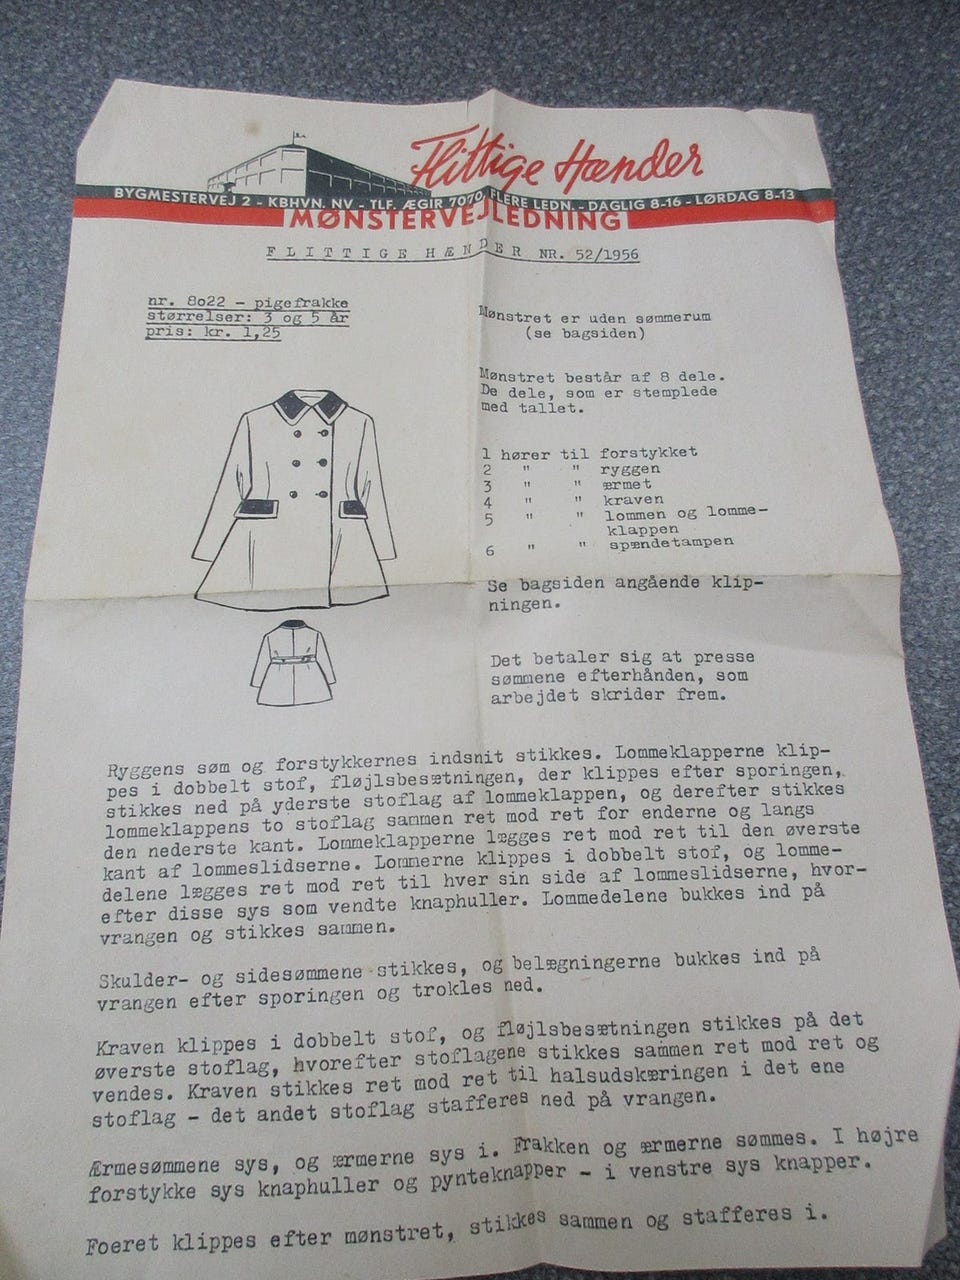 Flittige Hænder
BYGMESTERVEJ 2 - KBHVN. NV - TLF. ÆGIR 7070 FLERE LEDN. - DAGLIG 8-16 - LØRDAG 8-13
MØNSTERVEJLEDNING
FLITTIGE HÆNDER NR. 52/1956
nr. 8o22 - pigefrakke
størrelser: 3 og 5 år
pris: kr. 1,25
Mønstret er uden sømmerum
(se bagsiden)
Mønstret består af 8 dele.
De dele, som er stemplede
med tallet.
1 hører til forstykket
2 " " ryggen
3 " " ærmet
4 " " kraven
5 " " lommen og lomme-
klappen
6 " " spændetampen
Se bagsiden angående klip-
ningen.
Det betaler sig at presse
sømmene efterhånden, som
arbejdet skrider frem.
Ryggens søm og forstykkernes indsnit stikkes. Lommeklapperne klip-
pes i dobbelt stof, fløjlsbesætningen, der klippes efter sporingen,
stikkes ned på yderste stoflag af lommeklappen, og derefter stikkes
lommeklappens to stoflag sammen ret mod ret for enderne og langs
den nederste kant. Lommeklapperne lægges ret mod ret til den øverste
kant af lommeslidserne. Lommerne klippes i dobbelt stof, og lomme-
delene lægges ret mod ret til hver sin side af lommeslidserne, hvor-
efter disse sys som vendte knaphuller. Lommedelene bukkes ind på
vrangen og stikkes sammen.
Skulder- og sidesømmene stikkes, og belægningerne bukkes ind på
vrangen efter sporingen og trokles ned.
Kraven klippes i dobbelt stof, og fløjlsbesætningen stikkes på det
øverste stoflag, hvorefter stoflagene stikkes sammen ret mod ret og
vendes. Kraven stikkes ret mod ret til halsudskæringen i det ene
stoflag - det andet stoflag stafferes ned på vrangen.
Ærmesømmene sys, og ærmerne sys i. Frakken og ærmerne sømmes. I højre
forstykke sys knaphuller og pynteknapper - i venstre sys knapper.
Foeret klippes efter mønstret, stikkes sammen og stafferes i.